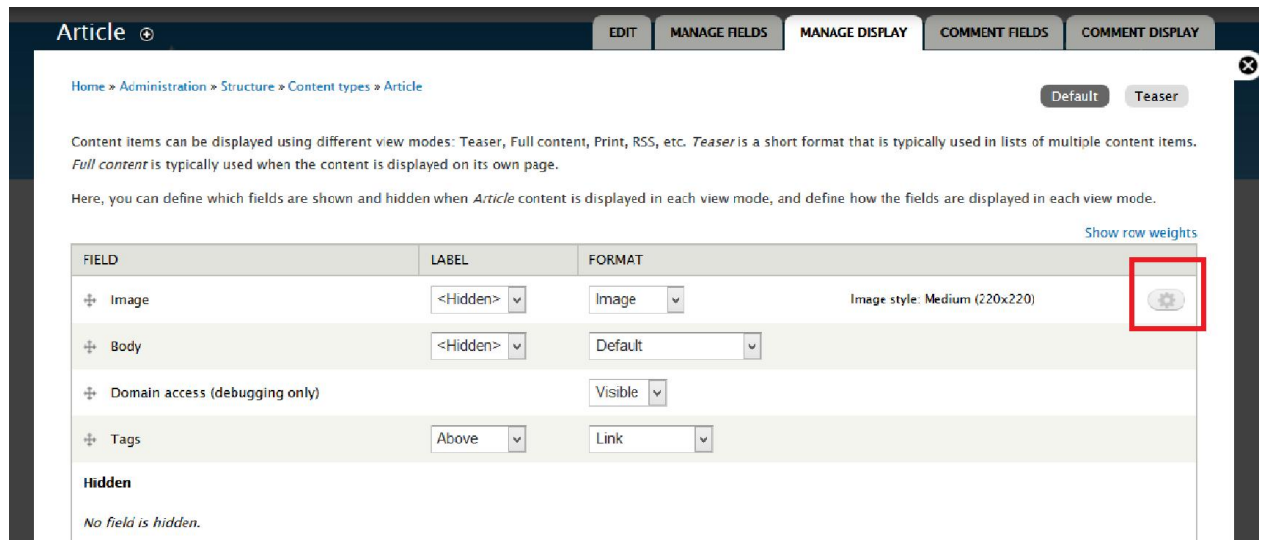 Article
EDIT MANAGE FIELDS MANAGE DISPLAY COMMENT FIELDS COMMENT DISPLAY
Home » Administration » Structure » Content types » Article
Default Teaser
Content items can be displayed using different view modes: Teaser, Full content, Print, RSS, etc. Teaser is a short format that is typically used in lists of multiple content items.
Full content is typically used when the content is displayed on its own page.
Here, you can define which fields are shown and hidden when Article content is displayed in each view mode, and define how the fields are displayed in each view mode.
Show row weights
FIELD LABEL FORMAT
Image <Hidden> Image Image style: Medium (220x220)
Body <Hidden> Default
Domain access (debugging only) Visible
Tags Above Link
Hidden
No field is hidden.